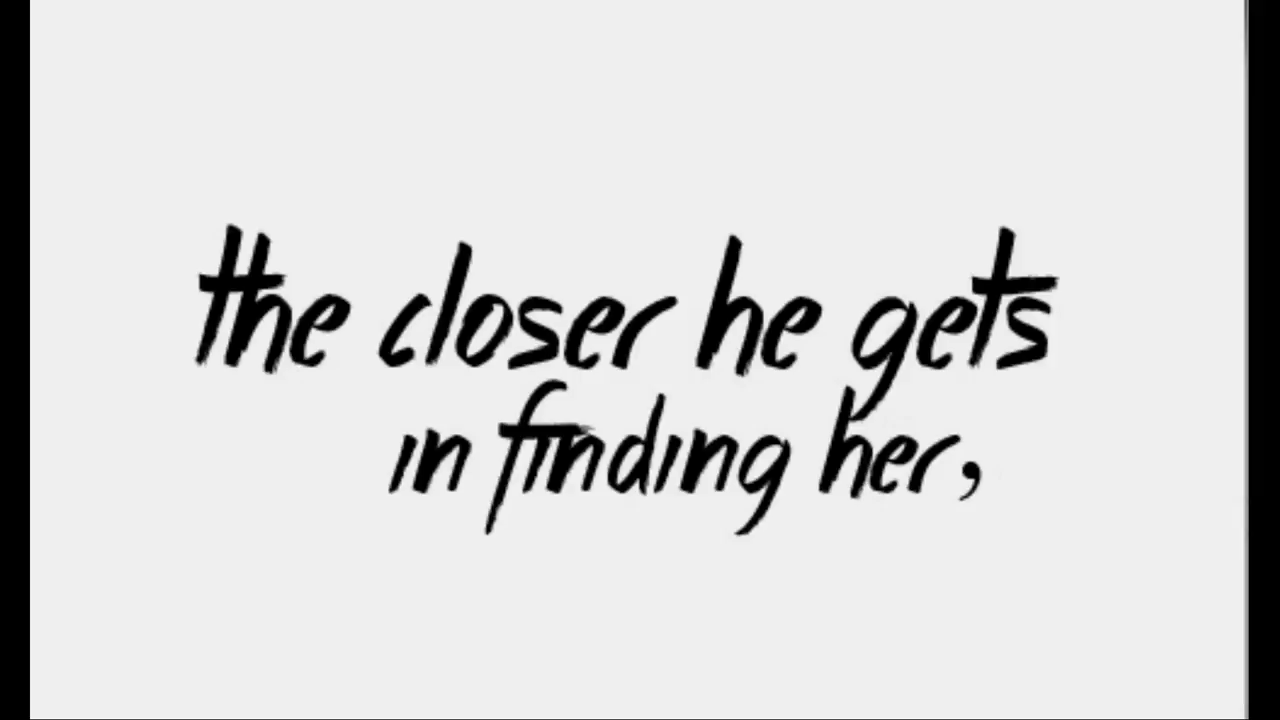 the closer he gets
in finding her,